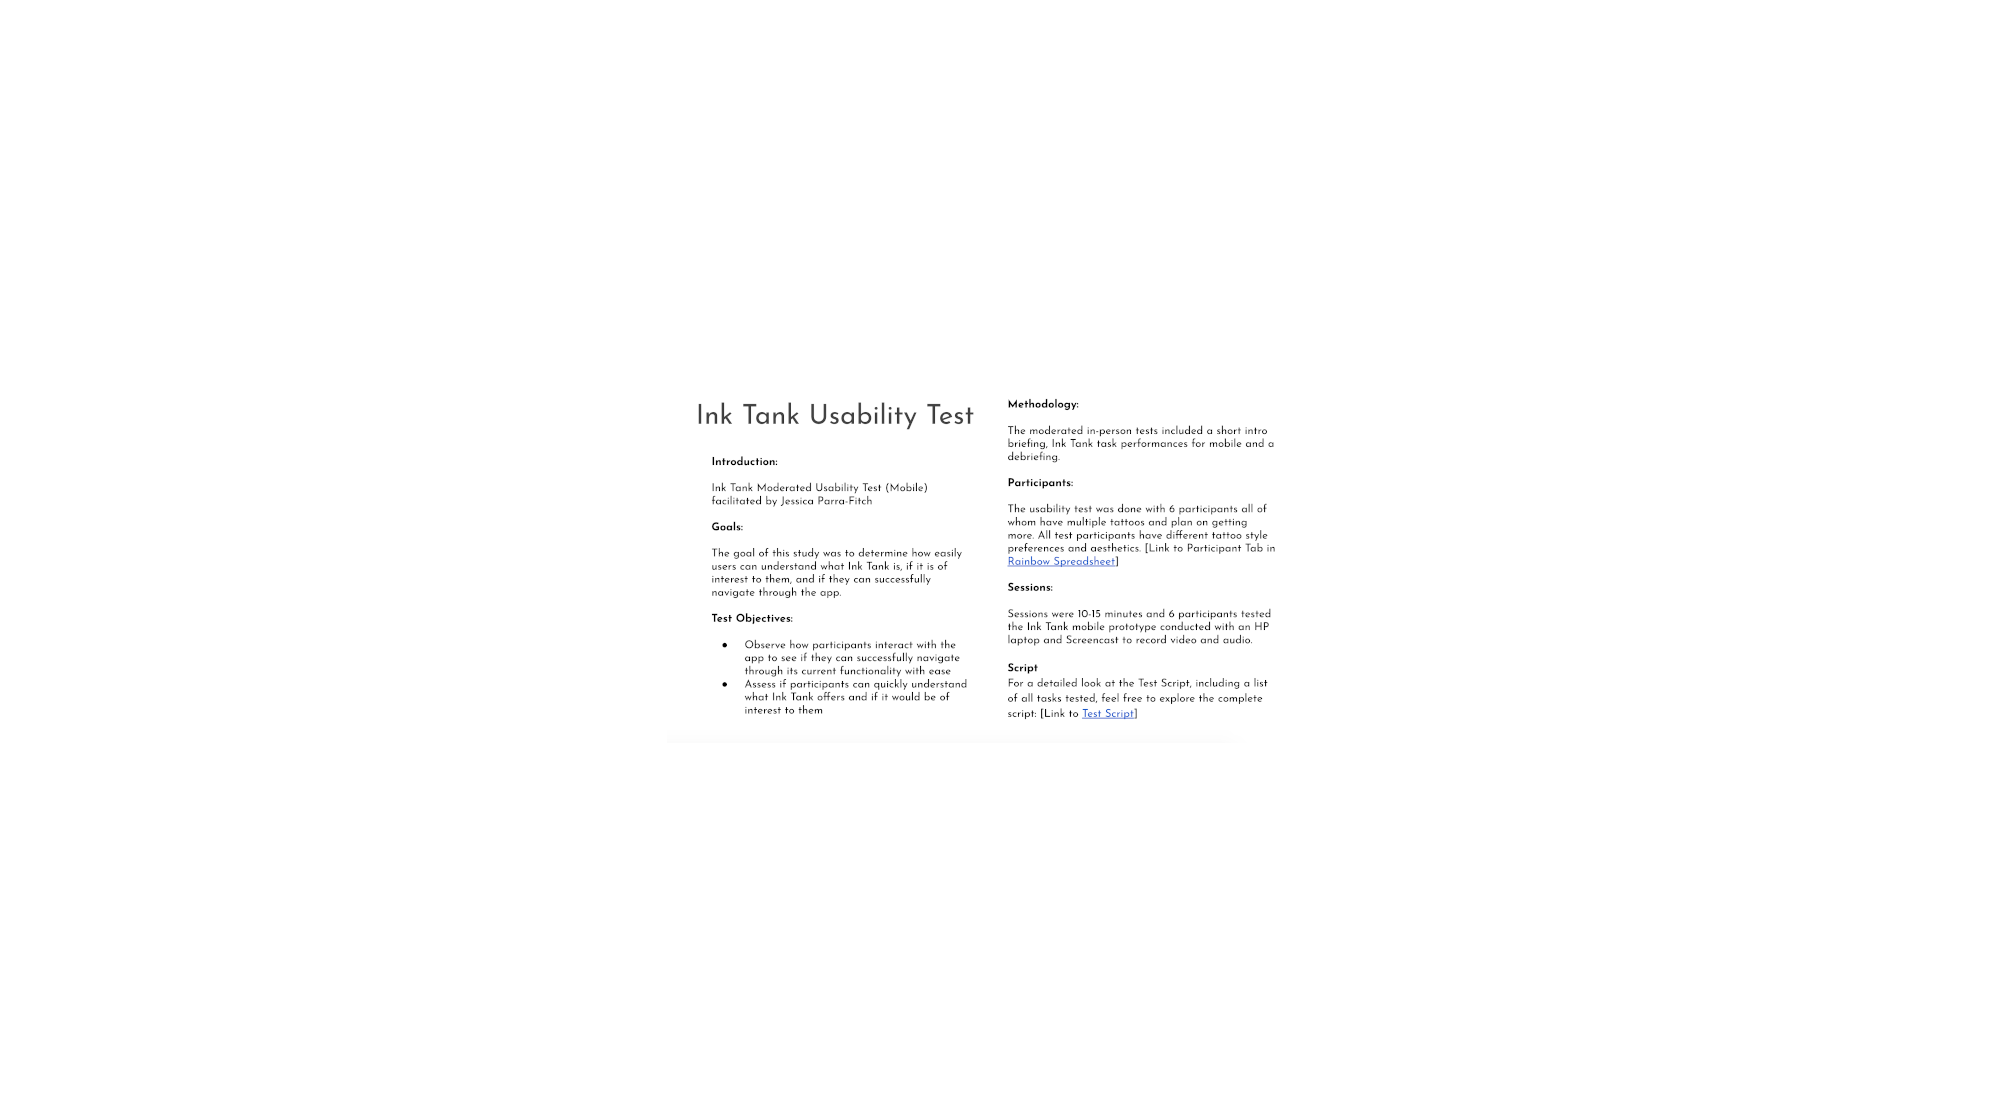 Ink Tank Usability Test
Introduction:
Ink Tank Moderated Usability Test (Mobile)
facilitated by Jessica Parra-Fitch
Goals:
The goal of this study was to determine how easily
users can understand what Ink Tank is, if it is of
interest to them, and if they can successfully
navigate through the app.
Test Objectives:
● Observe how participants interact with the
app to see if they can successfully navigate
through its current functionality with ease
● Assess if participants can quickly understand
what Ink Tank offers and if it would be of
interest to them
Methodology:
The moderated in-person tests included a short intro
briefing, Ink Tank task performances for mobile and a
debriefing.
Participants:
The usability test was done with 6 participants all of
whom have multiple tattoos and plan on getting
more. All test participants have different tattoo style
preferences and aesthetics. [Link to Participant Tab in
Rainbow Spreadsheet]
Sessions:
Sessions were 10-15 minutes and 6 participants tested
the Ink Tank mobile prototype conducted with an HP
laptop and Screencast to record video and audio.
Script
For a detailed look at the Test Script, including a list
of all tasks tested, feel free to explore the complete
script: [Link to Test Script]